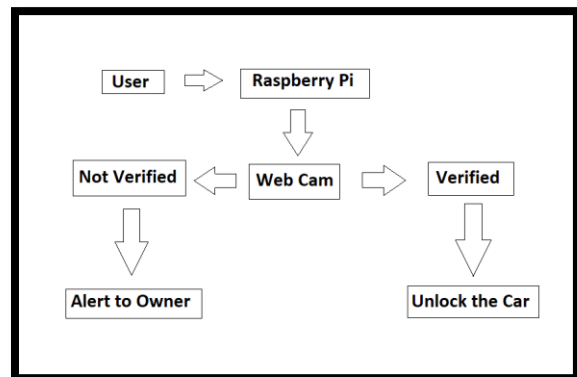 User
Raspberry Pi
Not Verified
Web Cam
Verified
Alert to Owner
Unlock the Car